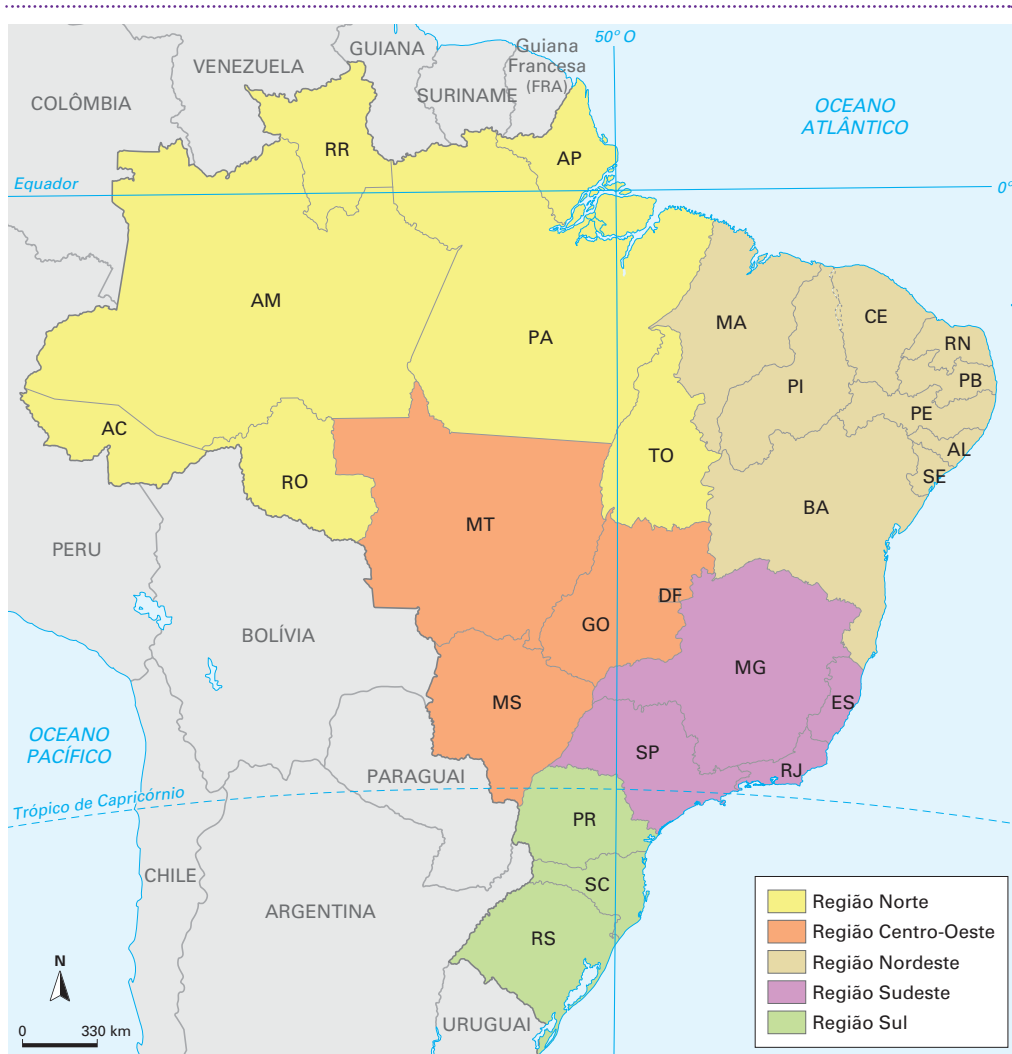 50° O
GUIANA
Guiana
Francesa
(FRA)
VENEZUELA
SURINAME
COLÔMBIA
OCEANO
ATLÂNTICO
RR
AP
Equador
0°
AM
PA
MA
CE
RN
PB
PI
PE
AC
TO
AL
RO
SE
MT
BA
PERU
DF
GO
BOLÍVIA
MG
MS
ES
OCEANO
PACÍFICO
SP
RJ
PARAGUAI
Trópico de Capricórnio
PR
CHILE
SC
ARGENTINA
RS
URUGUAI
N
0 330 km
Região Norte
Região Centro-Oeste
Região Nordeste
Região Sudeste
Região Sul